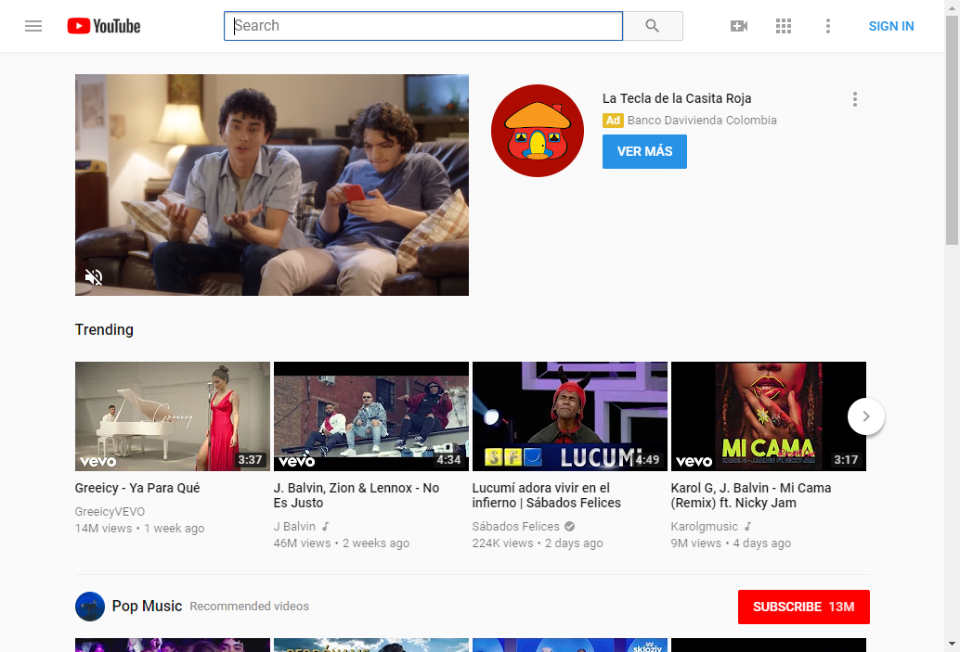 YouTube
Search
SIGN IN
La Tecla de la Casita Roja
Ad Banco Davivienda Colombia
VER MÁS
Trending
Greeicy
vevo
3:37
vevo
4:34
LUCUMÍ
4:49
MI CAMA
vevo
3:17
Greeicy - Ya Para Qué
GreeicyVEVO
14M views • 1 week ago
J. Balvin, Zion & Lennox - No
Es Justo
J Balvin
46M views • 2 weeks ago
Lucumí adora vivir en el
infierno | Sábados Felices
Sábados Felices
224K views • 2 days ago
Karol G, J. Balvin - Mi Cama
(Remix) ft. Nicky Jam
Karolgmusic
9M views • 4 days ago
Pop Music Recommended videos
SUBSCRIBE 13M